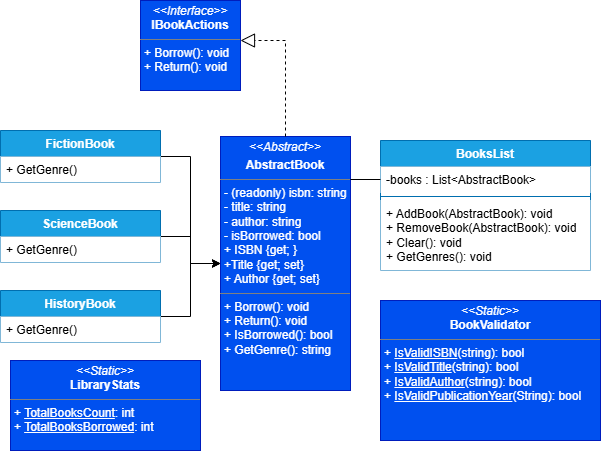 <<Interface>>
IBookActions
+ Borrow(): void
+ Return(): void
FictionBook
+ GetGenre()
ScienceBook
+ GetGenre()
HistoryBook
+ GetGenre()
<<Abstract>>
AbstractBook
- (readonly) isbn: string
- title: string
- author: string
- isBorrowed: bool
+ ISBN {get; }
+Title {get; set}
+ Author {get; set}
+ Borrow(): void
+ Return(): void
+ IsBorrowed(): bool
+ GetGenre(): string
BooksList
-books : List<AbstractBook>
+ AddBook(AbstractBook): void
+ RemoveBook(AbstractBook): void
+ Clear(): void
+ GetGenres(): void
<<Static>>
BookValidator
+ IsValidISBN(string): bool
+ IsValidTitle(string): bool
+ IsValidAuthor(string): bool
+ IsValidPublicationYear(String): bool
<<Static>>
LibraryStats
+ TotalBooksCount: int
+ TotalBooksBorrowed: int